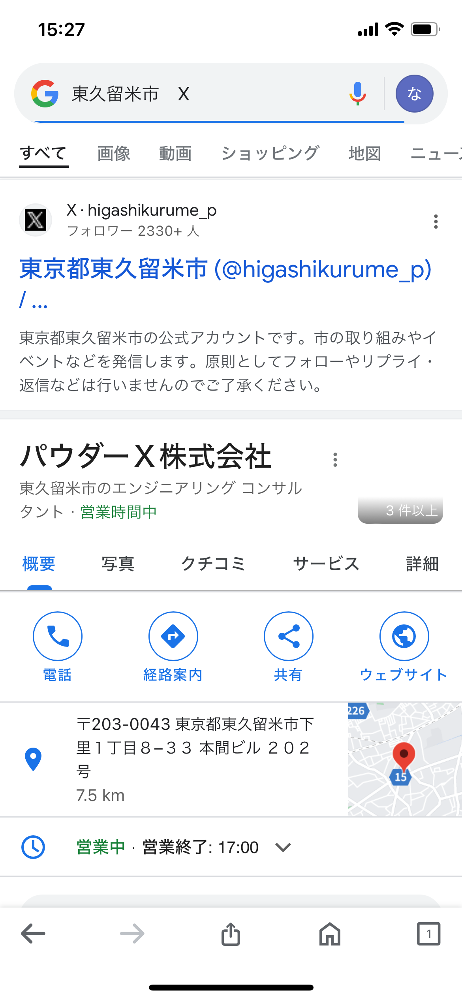 15:27
東久留米市　X
な
すべて 画像 動画 ショッピング 地図 ニュース
X · higashikurume_p
フォロワー 2330+ 人
東京都東久留米市 (@higashikurume_p)
/ ...
東京都東久留米市の公式アカウントです。市の取り組みやイ
ベントなどを発信します。原則としてフォローやリプライ・
返信などは行いませんのでご了承ください。
パウダーＸ株式会社
東久留米市のエンジニアリング コンサル
タント · 営業時間中
3 件以上
概要 写真 クチコミ サービス 詳細
電話 経路案内 共有 ウェブサイト
〒203-0043 東京都東久留米市下
里１丁目８−３３ 本間ビル ２０２
号
7.5 km
226
15
営業中 · 営業終了: 17:00
1